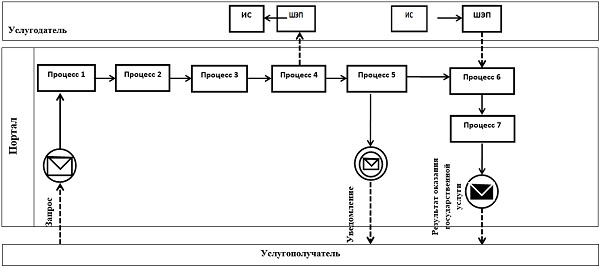 ИС
ШЭП
ИС
ШЭП
Услугодатель
Процесс 1
Процесс 2
Процесс 3
Процесс 4
Процесс 5
Процесс 6
Процесс 7
Портал
Запрос
Уведомление
Результат оказания
государственной
услуги
Услугополучатель